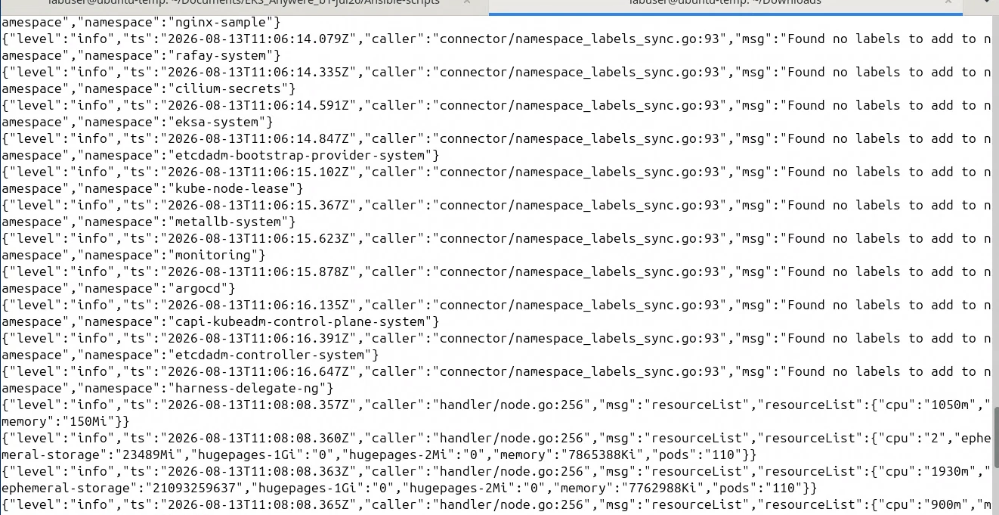 labuser@ubuntu-temp: ~/Documents/EKS_Anywere_b1-jul26/Ansible-scripts × labuser@ubuntu-temp: ~/Downloads ×
amespace","namespace":"nginx-sample"}
{"level":"info","ts":"2026-08-13T11:06:14.079Z","caller":"connector/namespace_labels_sync.go:93","msg":"Found no labels to add to n
amespace","namespace":"rafay-system"}
{"level":"info","ts":"2026-08-13T11:06:14.335Z","caller":"connector/namespace_labels_sync.go:93","msg":"Found no labels to add to n
amespace","namespace":"cilium-secrets"}
{"level":"info","ts":"2026-08-13T11:06:14.591Z","caller":"connector/namespace_labels_sync.go:93","msg":"Found no labels to add to n
amespace","namespace":"eksa-system"}
{"level":"info","ts":"2026-08-13T11:06:14.847Z","caller":"connector/namespace_labels_sync.go:93","msg":"Found no labels to add to n
amespace","namespace":"etcdadm-bootstrap-provider-system"}
{"level":"info","ts":"2026-08-13T11:06:15.102Z","caller":"connector/namespace_labels_sync.go:93","msg":"Found no labels to add to n
amespace","namespace":"kube-node-lease"}
{"level":"info","ts":"2026-08-13T11:06:15.367Z","caller":"connector/namespace_labels_sync.go:93","msg":"Found no labels to add to n
amespace","namespace":"metallb-system"}
{"level":"info","ts":"2026-08-13T11:06:15.623Z","caller":"connector/namespace_labels_sync.go:93","msg":"Found no labels to add to n
amespace","namespace":"monitoring"}
{"level":"info","ts":"2026-08-13T11:06:15.878Z","caller":"connector/namespace_labels_sync.go:93","msg":"Found no labels to add to n
amespace","namespace":"argocd"}
{"level":"info","ts":"2026-08-13T11:06:16.135Z","caller":"connector/namespace_labels_sync.go:93","msg":"Found no labels to add to n
amespace","namespace":"capi-kubeadm-control-plane-system"}
{"level":"info","ts":"2026-08-13T11:06:16.391Z","caller":"connector/namespace_labels_sync.go:93","msg":"Found no labels to add to n
amespace","namespace":"etcdadm-controller-system"}
{"level":"info","ts":"2026-08-13T11:06:16.647Z","caller":"connector/namespace_labels_sync.go:93","msg":"Found no labels to add to n
amespace","namespace":"harness-delegate-ng"}
{"level":"info","ts":"2026-08-13T11:08:08.357Z","caller":"handler/node.go:256","msg":"resourceList","resourceList":{"cpu":"1050m","
memory":"150Mi"}}
{"level":"info","ts":"2026-08-13T11:08:08.360Z","caller":"handler/node.go:256","msg":"resourceList","resourceList":{"cpu":"2","ephe
meral-storage":"23489Mi","hugepages-1Gi":"0","hugepages-2Mi":"0","memory":"7865388Ki","pods":"110"}}
{"level":"info","ts":"2026-08-13T11:08:08.363Z","caller":"handler/node.go:256","msg":"resourceList","resourceList":{"cpu":"1930m","
ephemeral-storage":"21093259637","hugepages-1Gi":"0","hugepages-2Mi":"0","memory":"7762988Ki","pods":"110"}}
{"level":"info","ts":"2026-08-13T11:08:08.365Z","caller":"handler/node.go:256","msg":"resourceList","resourceList":{"cpu":"900m","m